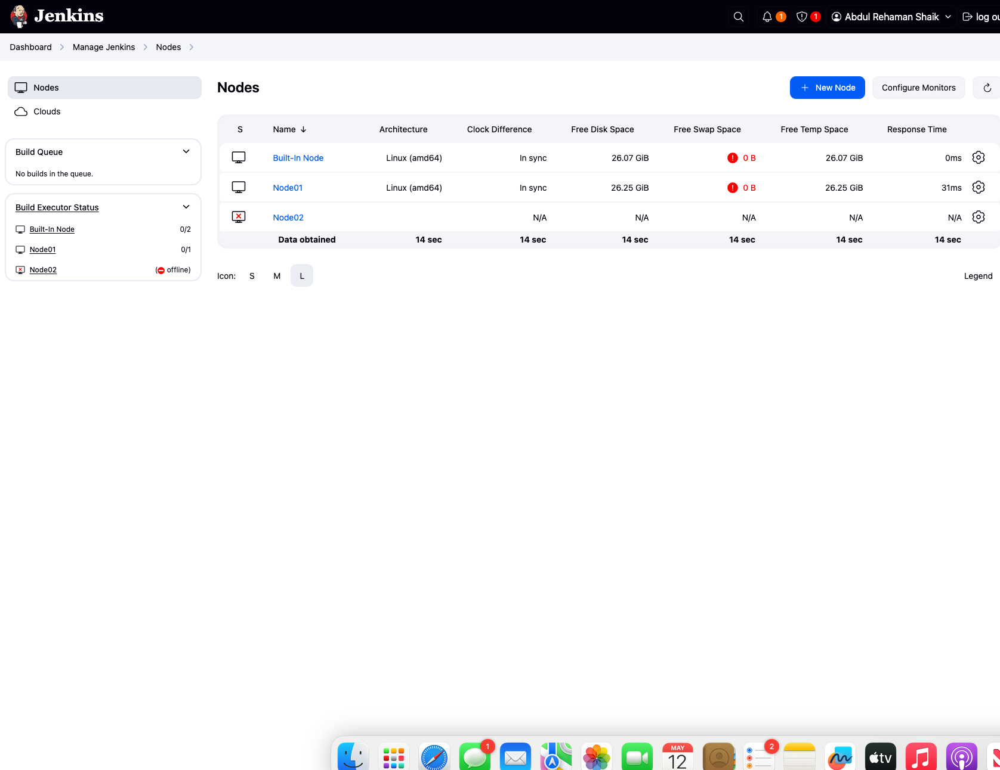 Jenkins
1
1
Abdul Rehaman Shaik
log ou
Dashboard
Manage Jenkins
Nodes
Nodes
Clouds
Build Queue
No builds in the queue.
Build Executor Status
Built-In Node 0/2
Node01 0/1
Node02 (offline)
Nodes
New Node
Configure Monitors
S Name ↓ Architecture Clock Difference Free Disk Space Free Swap Space Free Temp Space Response Time
Built-In Node Linux (amd64) In sync 26.07 GiB 0 B 26.07 GiB 0ms
Node01 Linux (amd64) In sync 26.25 GiB 0 B 26.25 GiB 31ms
Node02 N/A N/A N/A N/A N/A
Data obtained 14 sec 14 sec 14 sec 14 sec 14 sec 14 sec
Icon: S M L
Legend
1
MAY
12
2
tv